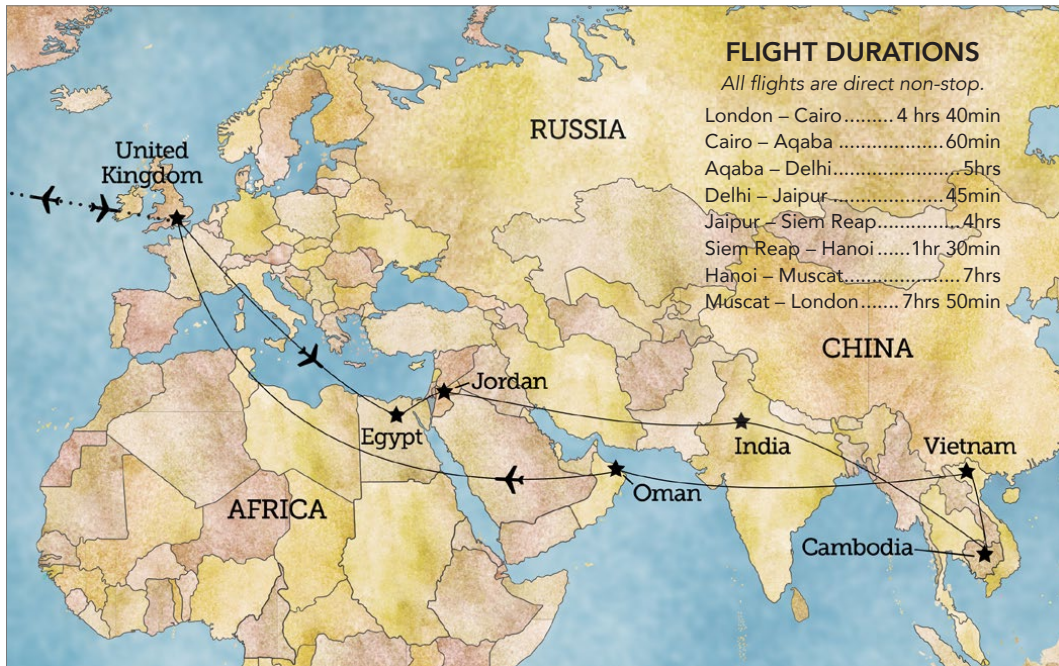 FLIGHT DURATIONS
All flights are direct non-stop.
London – Cairo......... 4 hrs 40min
Cairo – Aqaba ...................60min
Aqaba – Delhi.......................5hrs
Delhi – Jaipur ....................45min
Jaipur – Siem Reap...............4hrs
Siem Reap – Hanoi ......1hr 30min
Hanoi – Muscat.....................7hrs
Muscat – London.......7hrs 50min
RUSSIA
United
Kingdom
CHINA
Jordan
Egypt
India
Vietnam
Oman
AFRICA
Cambodia